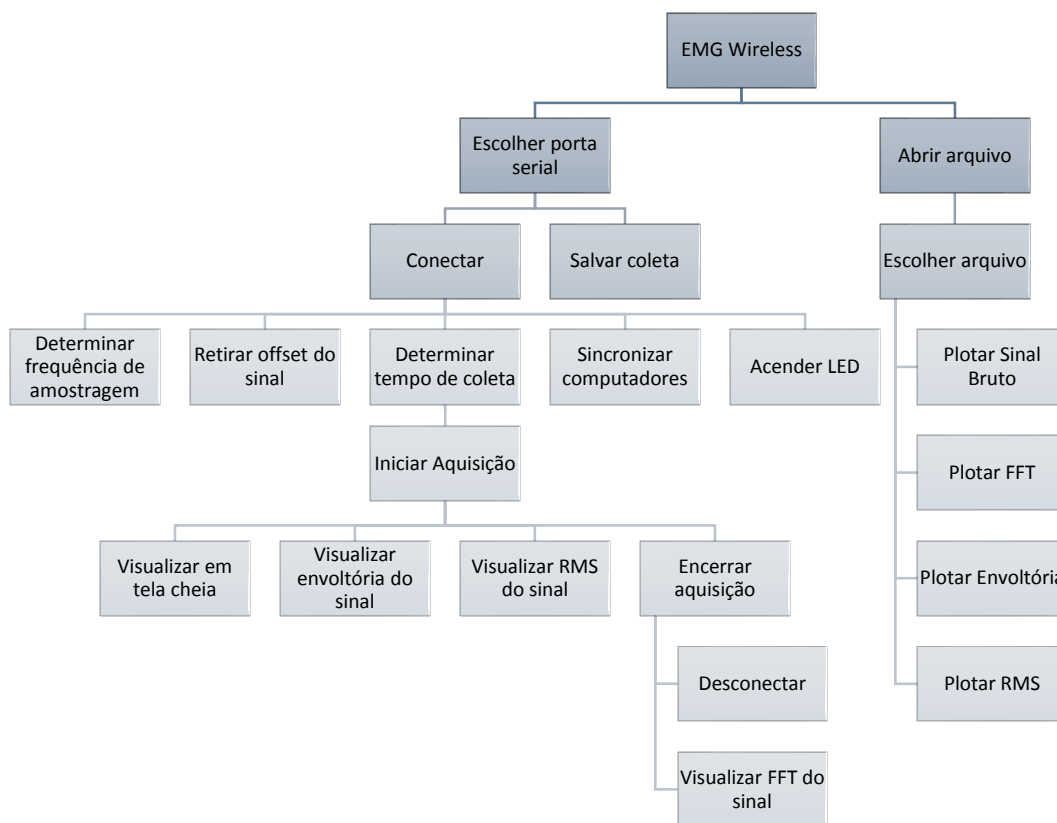 EMG Wireless
Escolher porta
serial
Abrir arquivo
Conectar
Salvar coleta
Escolher arquivo
Determinar
frequência de
amostragem
Retirar offset do
sinal
Determinar
tempo de coleta
Sincronizar
computadores
Acender LED
Plotar Sinal
Bruto
Iniciar Aquisição
Plotar FFT
Visualizar em
tela cheia
Visualizar
envoltória do
sinal
Visualizar RMS
do sinal
Encerrar
aquisição
Plotar Envoltória
Desconectar
Plotar RMS
Visualizar FFT do
sinal